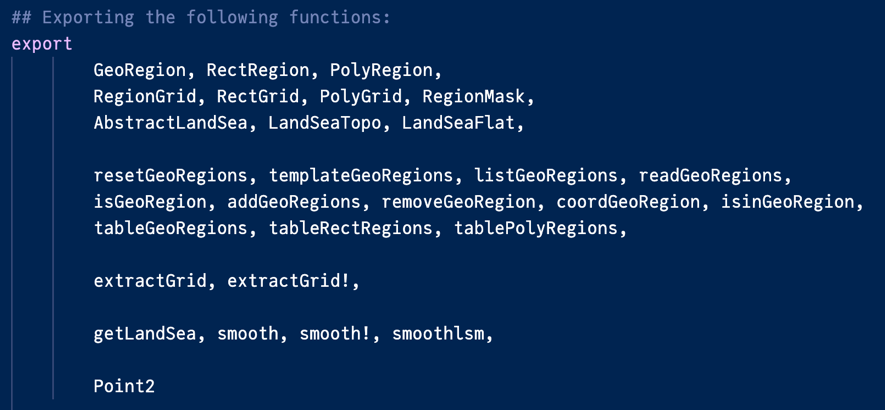 ## Exporting the following functions:
export
GeoRegion, RectRegion, PolyRegion,
RegionGrid, RectGrid, PolyGrid, RegionMask,
AbstractLandSea, LandSeaTopo, LandSeaFlat,
resetGeoRegions, templateGeoRegions, listGeoRegions, readGeoRegions,
isGeoRegion, addGeoRegions, removeGeoRegion, coordGeoRegion, isinGeoRegion,
tableGeoRegions, tableRectRegions, tablePolyRegions,
extractGrid, extractGrid!,
getLandSea, smooth, smooth!, smoothlsm,
Point2